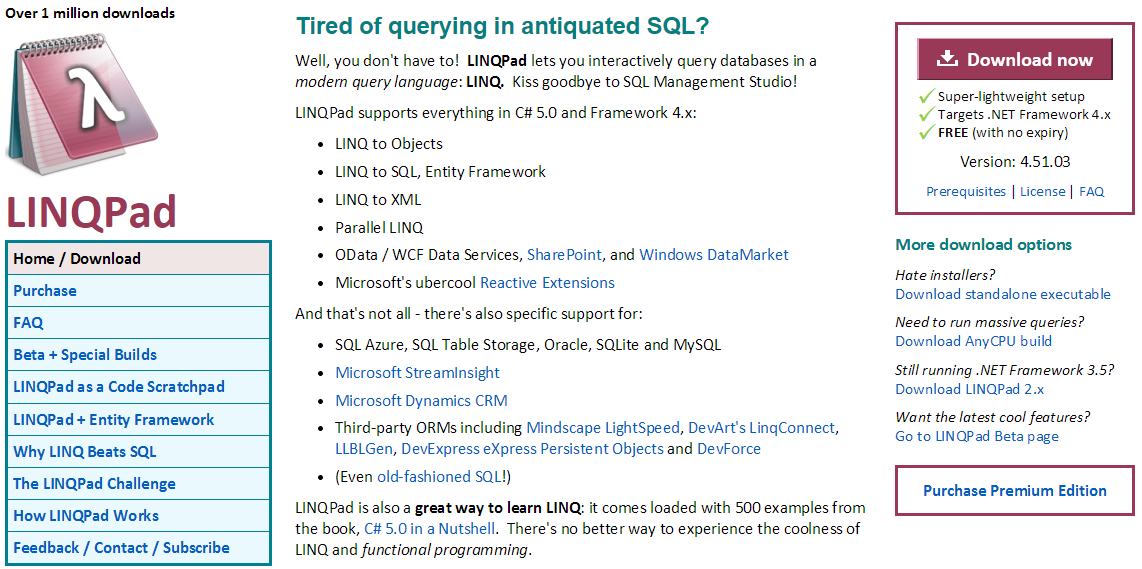 Over 1 million downloads
λ
LINQPad
Home / Download
Purchase
FAQ
Beta + Special Builds
LINQPad as a Code Scratchpad
LINQPad + Entity Framework
Why LINQ Beats SQL
The LINQPad Challenge
How LINQPad Works
Feedback / Contact / Subscribe
Tired of querying in antiquated SQL?
Well, you don't have to!  LINQPad lets you interactively query databases in a
modern query language: LINQ.  Kiss goodbye to SQL Management Studio!
LINQPad supports everything in C# 5.0 and Framework 4.x:
• LINQ to Objects
• LINQ to SQL, Entity Framework
• LINQ to XML
• Parallel LINQ
• OData / WCF Data Services, SharePoint, and Windows DataMarket
• Microsoft's ubercool Reactive Extensions
And that's not all - there's also specific support for:
• SQL Azure, SQL Table Storage, Oracle, SQLite and MySQL
• Microsoft StreamInsight
• Microsoft Dynamics CRM
• Third-party ORMs including Mindscape LightSpeed, DevArt's LinqConnect,
LLBLGen, DevExpress eXpress Persistent Objects and DevForce
• (Even old-fashioned SQL!)
LINQPad is also a great way to learn LINQ: it comes loaded with 500 examples from
the book, C# 5.0 in a Nutshell.  There's no better way to experience the coolness of
LINQ and functional programming.
Download now
Super-lightweight setup
Targets .NET Framework 4.x
FREE (with no expiry)
Version: 4.51.03
Prerequisites | License | FAQ
More download options
Hate installers?
Download standalone executable
Need to run massive queries?
Download AnyCPU build
Still running .NET Framework 3.5?
Download LINQPad 2.x
Want the latest cool features?
Go to LINQPad Beta page
Purchase Premium Edition